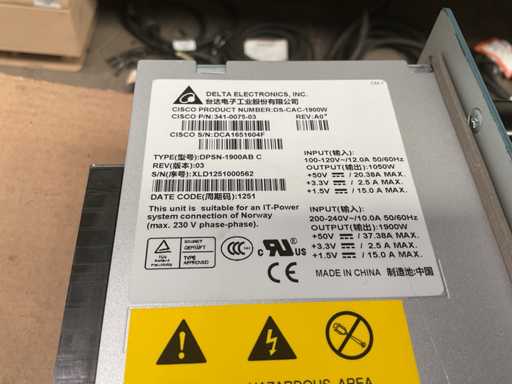 DELTA ELECTRONICS, INC.
台达电子工业股份有限公司
CISCO PRODUCT NUMBER:DS-CAC-1900W
CISCO P/N:341-0075-03 REV:A0
CISCO S/N:DCA1651604F
TYPE(型号):DPSN-1900AB C
REV(版本):03
S/N(序号):XLD1251000562
DATE CODE(周期码):1251
This unit is suitable for an IT-Power
system connection of Norway
(max. 230 V phase-phase).
INPUT(输入):
100-120V~/12.0A 50/60Hz
OUTPUT(输出):1050W
+50V / 20.38A MAX.
+3.3V / 2.5 A MAX.
+1.5V / 15.0 A MAX.
INPUT(输入):
200-240V~/10.0A 50/60Hz
OUTPUT(输出):1900W
+50V / 37.38A MAX.
+3.3V / 2.5 A MAX.
+1.5V / 15.0 A MAX.
TYPE
APPROVED
CCC
c RU US
CE
MADE IN CHINA 制造地:中国
HAZARDOUS AREA